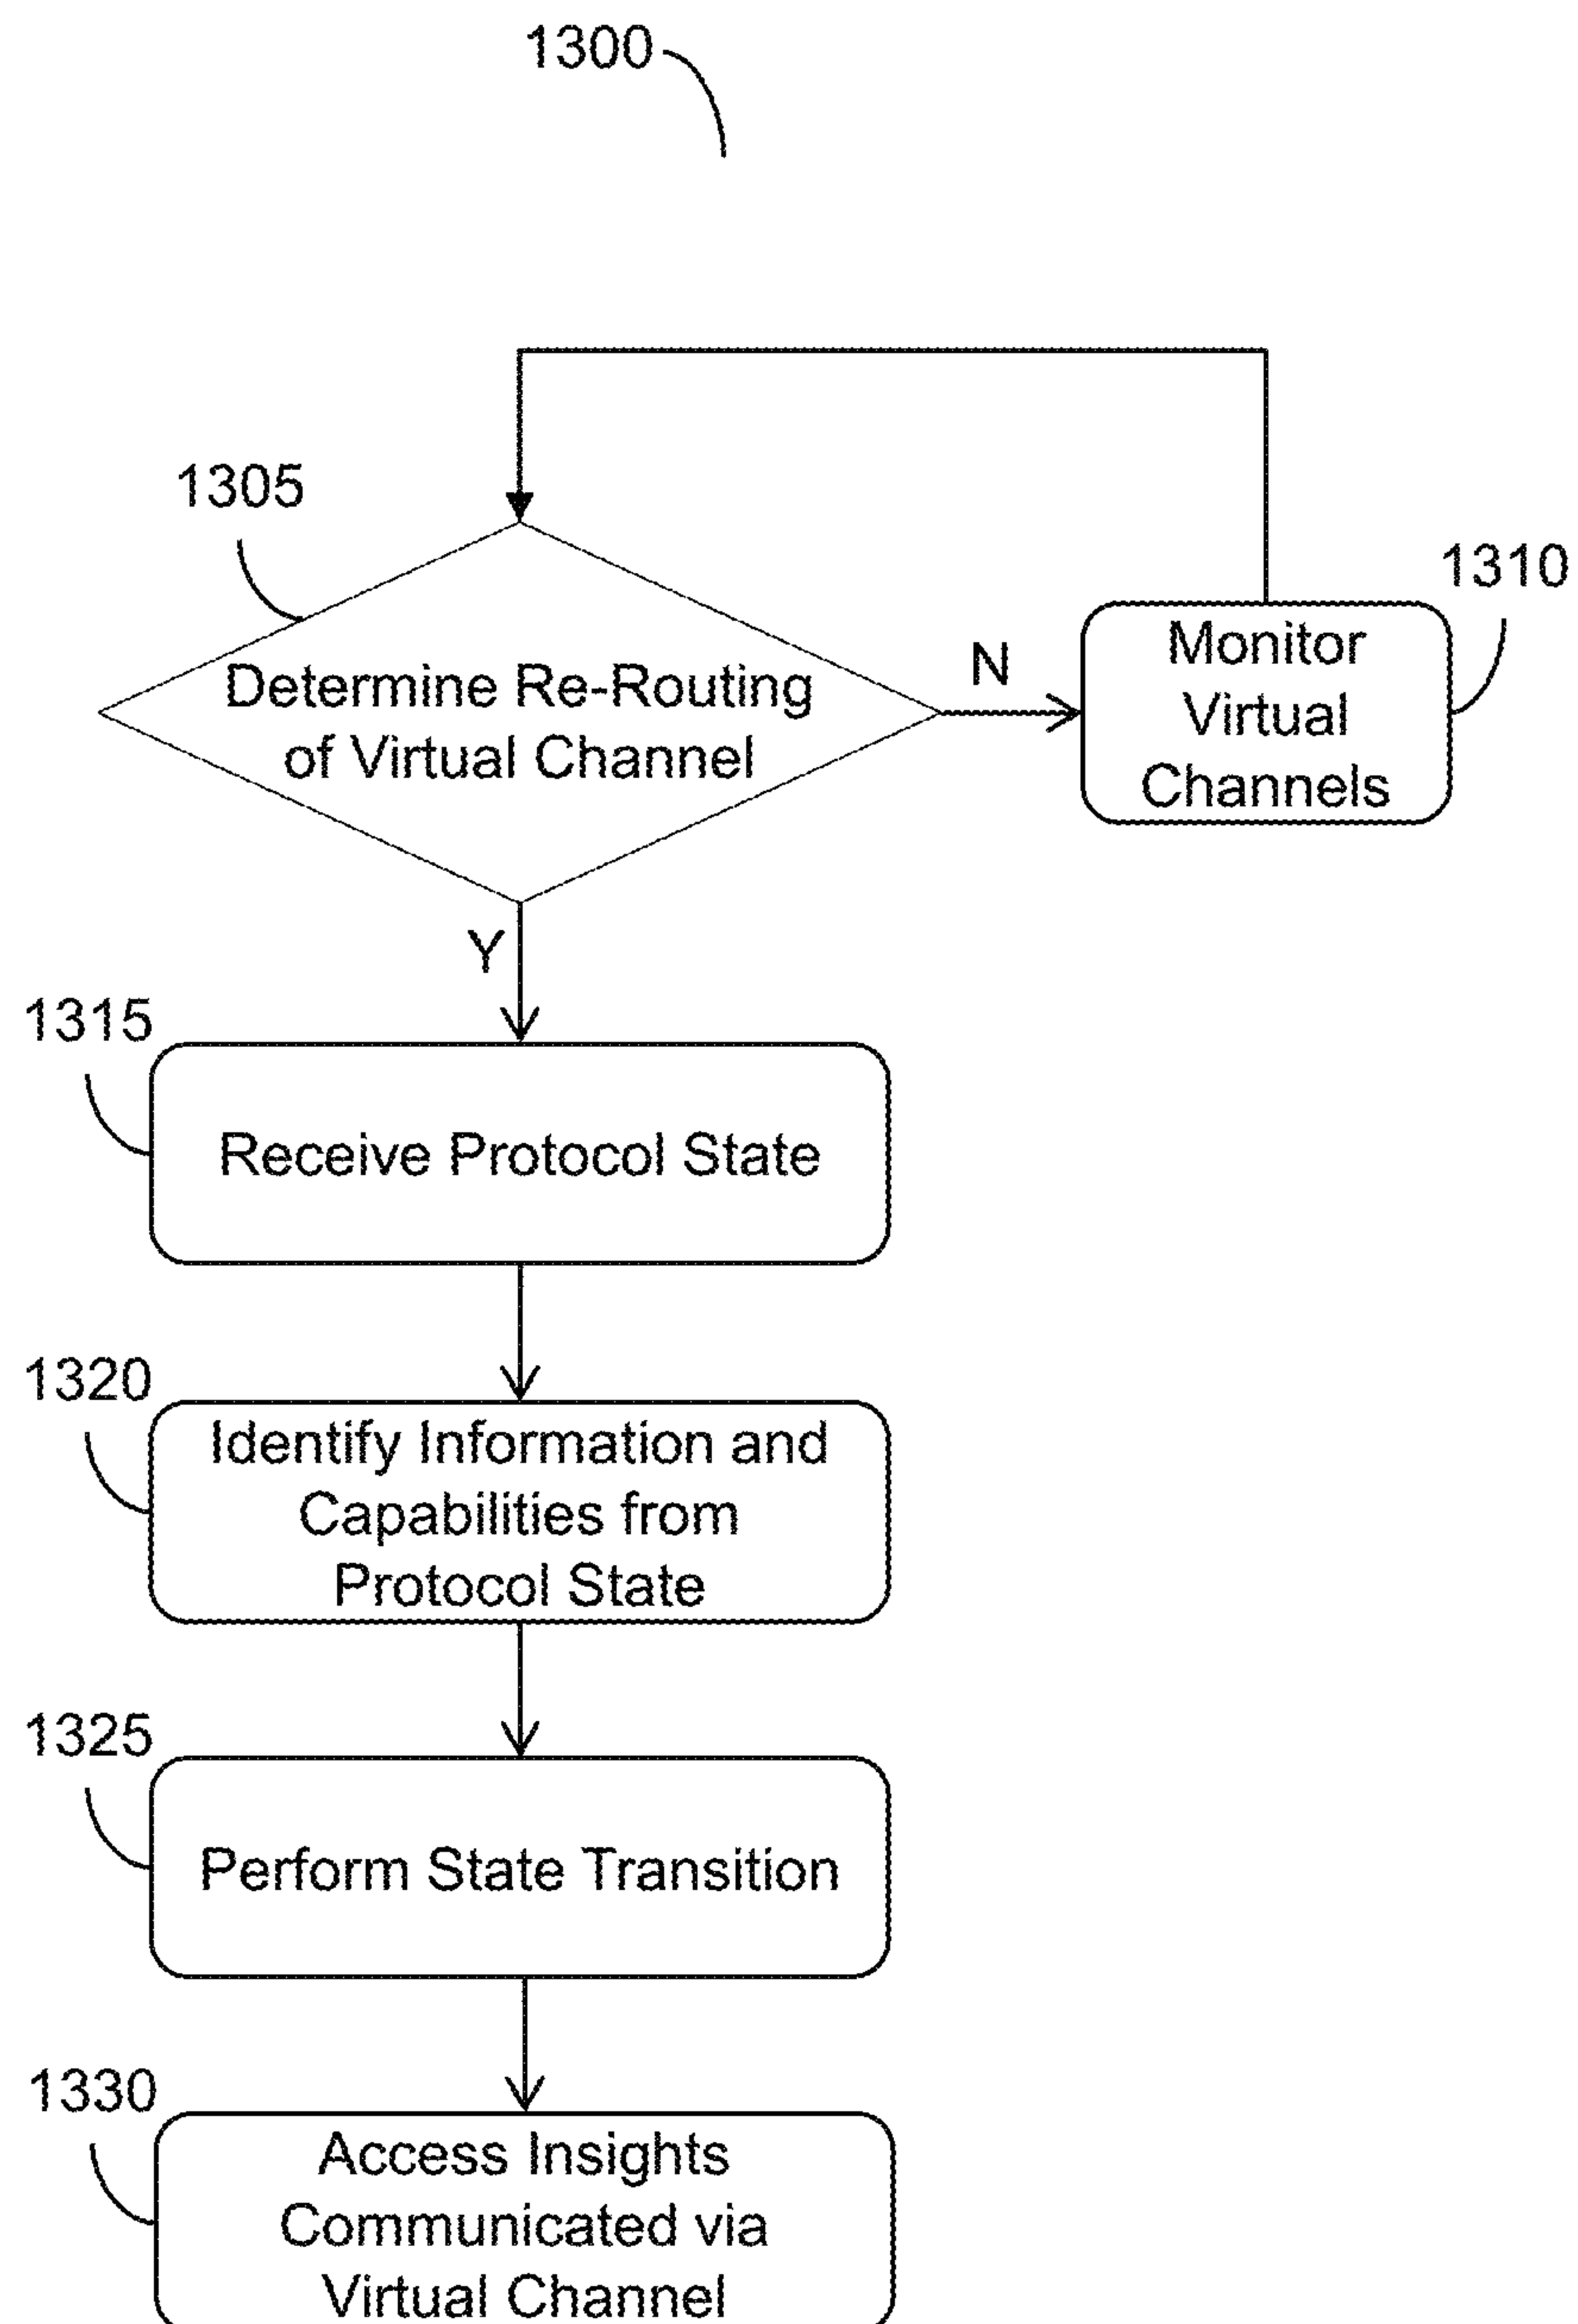 1300
1305
Determine Re-Routing
of Virtual Channel
N
1310
Monitor
Virtual
Channels
Y
1315
Receive Protocol State
1320
Identify Information and
Capabilities from
Protocol State
1325
Perform State Transition
1330
Access Insights
Communicated via
Virtual Channel